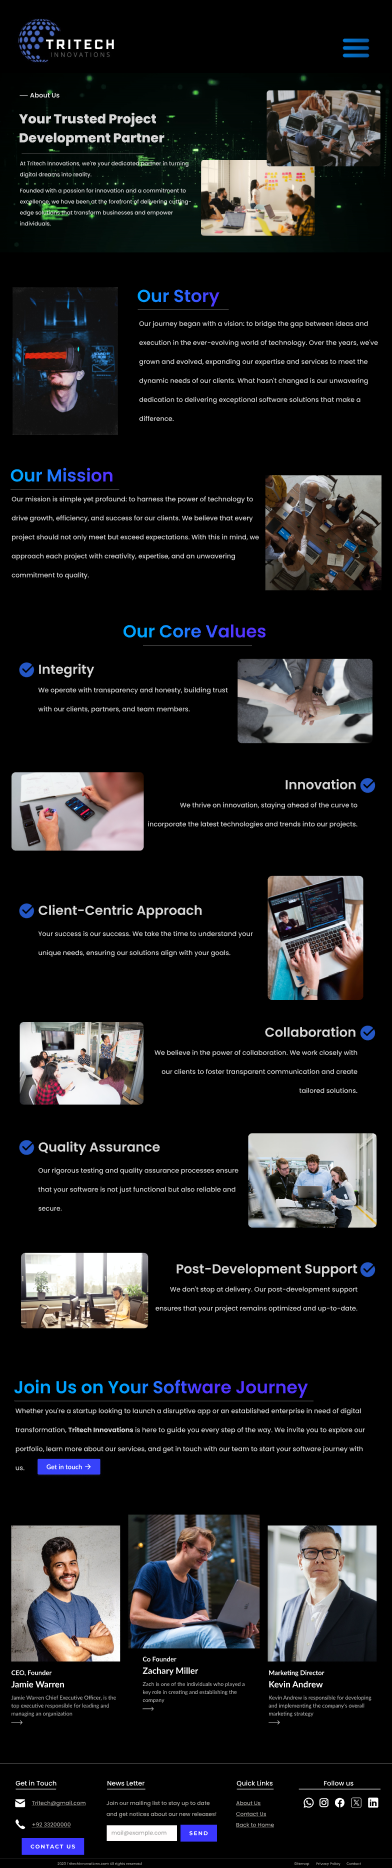 TRITECH
INNOVATIONS
About Us
Your Trusted Project
Development Partner
At Tritech Innovations, we're your dedicated partner in turning
digital dreams into reality.
Founded with a passion for innovation and a commitment to
excellence, we have been at the forefront of delivering cutting-
edge solutions that transform businesses and empower
individuals.
Our Story
Our journey began with a vision: to bridge the gap between ideas and
execution in the ever-evolving world of technology. Over the years, we've
grown and evolved, expanding our expertise and services to meet the
dynamic needs of our clients. What hasn't changed is our unwavering
dedication to delivering exceptional software solutions that make a
difference.
Our Mission
Our mission is simple yet profound: to harness the power of technology to
drive growth, efficiency, and success for our clients. We believe that every
project should not only meet but exceed expectations. With this in mind, we
approach each project with creativity, expertise, and an unwavering
commitment to quality.
Our Core Values
Integrity
We operate with transparency and honesty, building trust
with our clients, partners, and team members.
Innovation
We thrive on innovation, staying ahead of the curve to
incorporate the latest technologies and trends into our projects.
Client-Centric Approach
Your success is our success. We take the time to understand your
unique needs, ensuring our solutions align with your goals.
Collaboration
We believe in the power of collaboration. We work closely with
our clients to foster transparent communication and create
tailored solutions.
Quality Assurance
Our rigorous testing and quality assurance processes ensure
that your software is not just functional but also reliable and
secure.
Post-Development Support
We don't stop at delivery. Our post-development support
ensures that your project remains optimized and up-to-date.
Join Us on Your Software Journey
Whether you're a startup looking to launch a disruptive app or an established enterprise in need of digital
transformation, Tritech Innovations is here to guide you every step of the way. We invite you to explore our
portfolio, learn more about our services, and get in touch with our team to start your software journey with
us. Get in touch →
CEO, Founder
Jamie Warren
Jamie Warren Chief Executive Officer, is the
top executive responsible for leading and
managing an organization
Co Founder
Zachary Miller
Zach is one of the individuals who played a
key role in creating and establishing the
company
Marketing Director
Kevin Andrew
Kevin Andrew is responsible for developing
and implementing the company's overall
marketing strategy
Get in Touch
Tritech@gmail.com
+92 33200000
CONTACT US
News Letter
Join our mailing list to stay up to date
and get notices about our new releases!
mail@example.com
SEND
Quick Links
About Us
Contact Us
Back to Home
Follow us
Sitemap Privacy Policy Contact